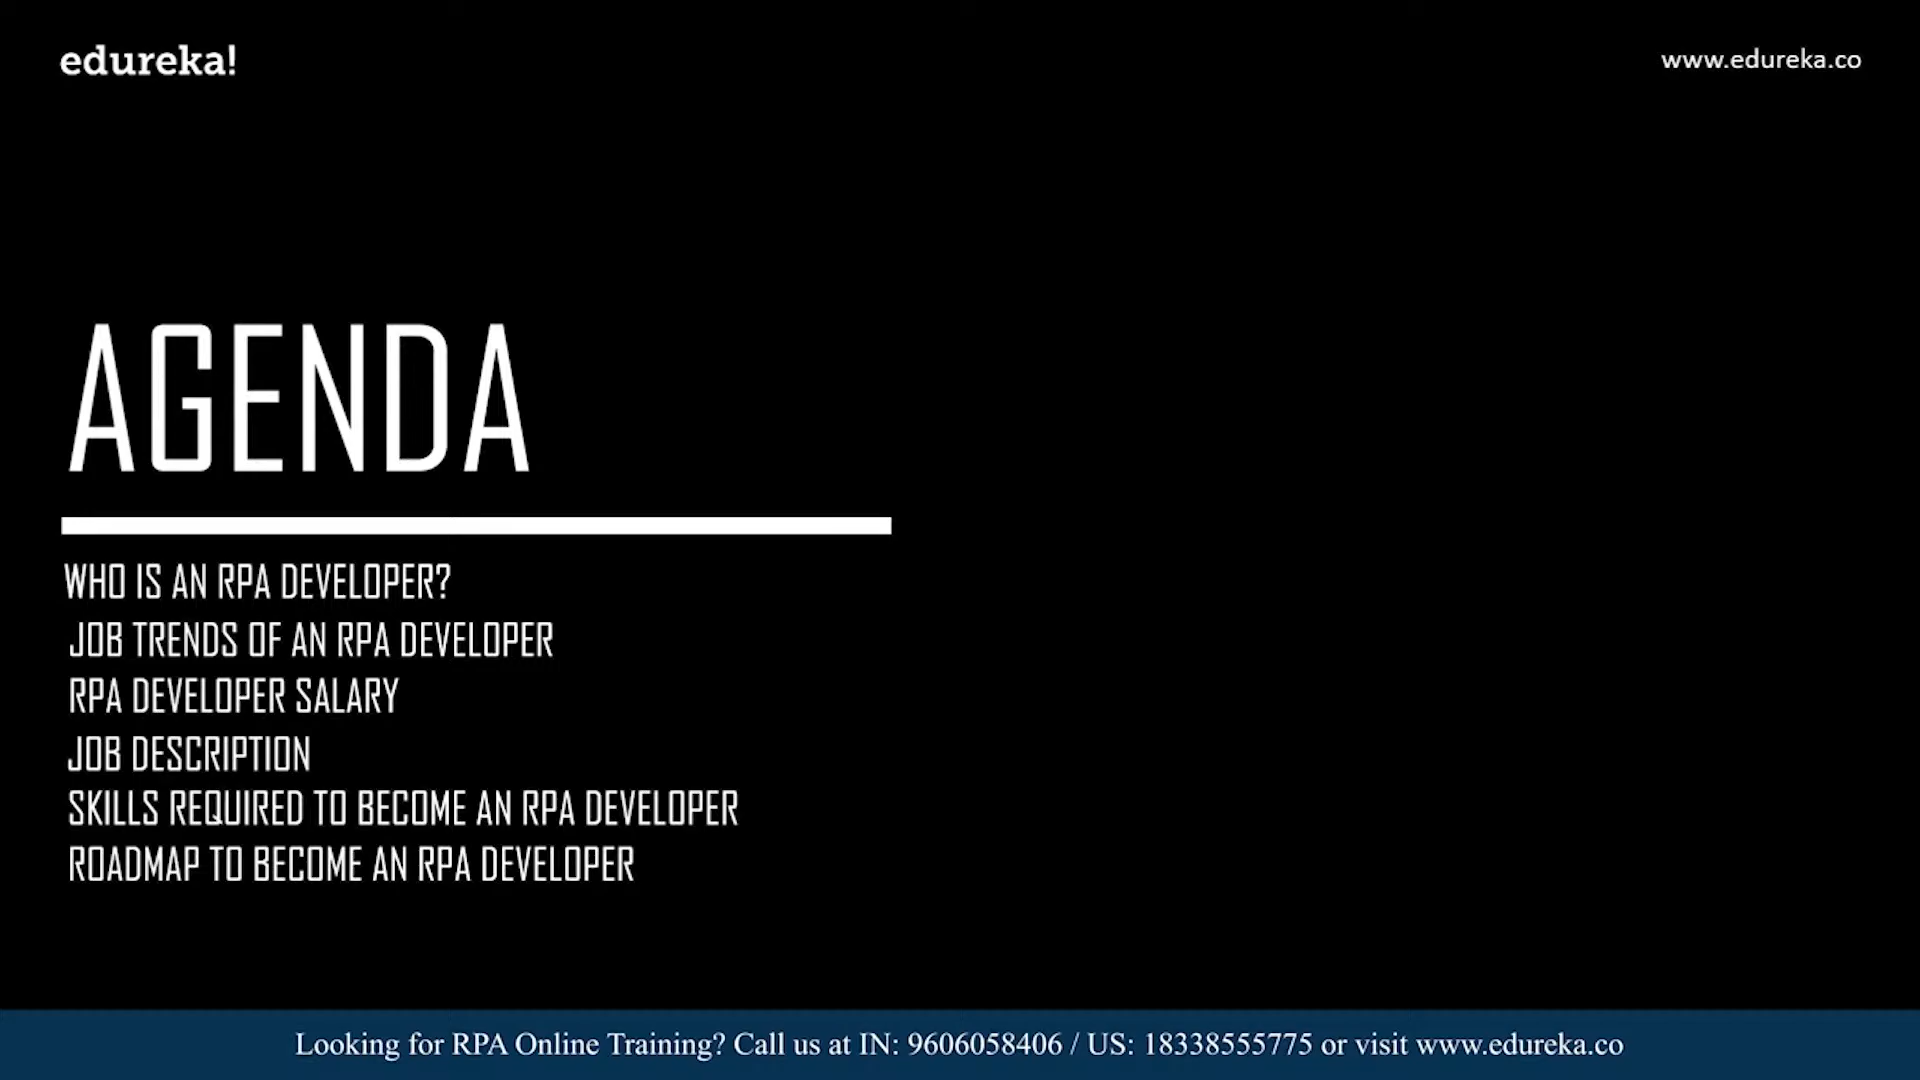 edureka!
www.edureka.co
AGENDA
WHO IS AN RPA DEVELOPER?
JOB TRENDS OF AN RPA DEVELOPER
RPA DEVELOPER SALARY
JOB DESCRIPTION
SKILLS REQUIRED TO BECOME AN RPA DEVELOPER
ROADMAP TO BECOME AN RPA DEVELOPER
Looking for RPA Online Training? Call us at IN: 9606058406 / US: 18338555775 or visit www.edureka.co